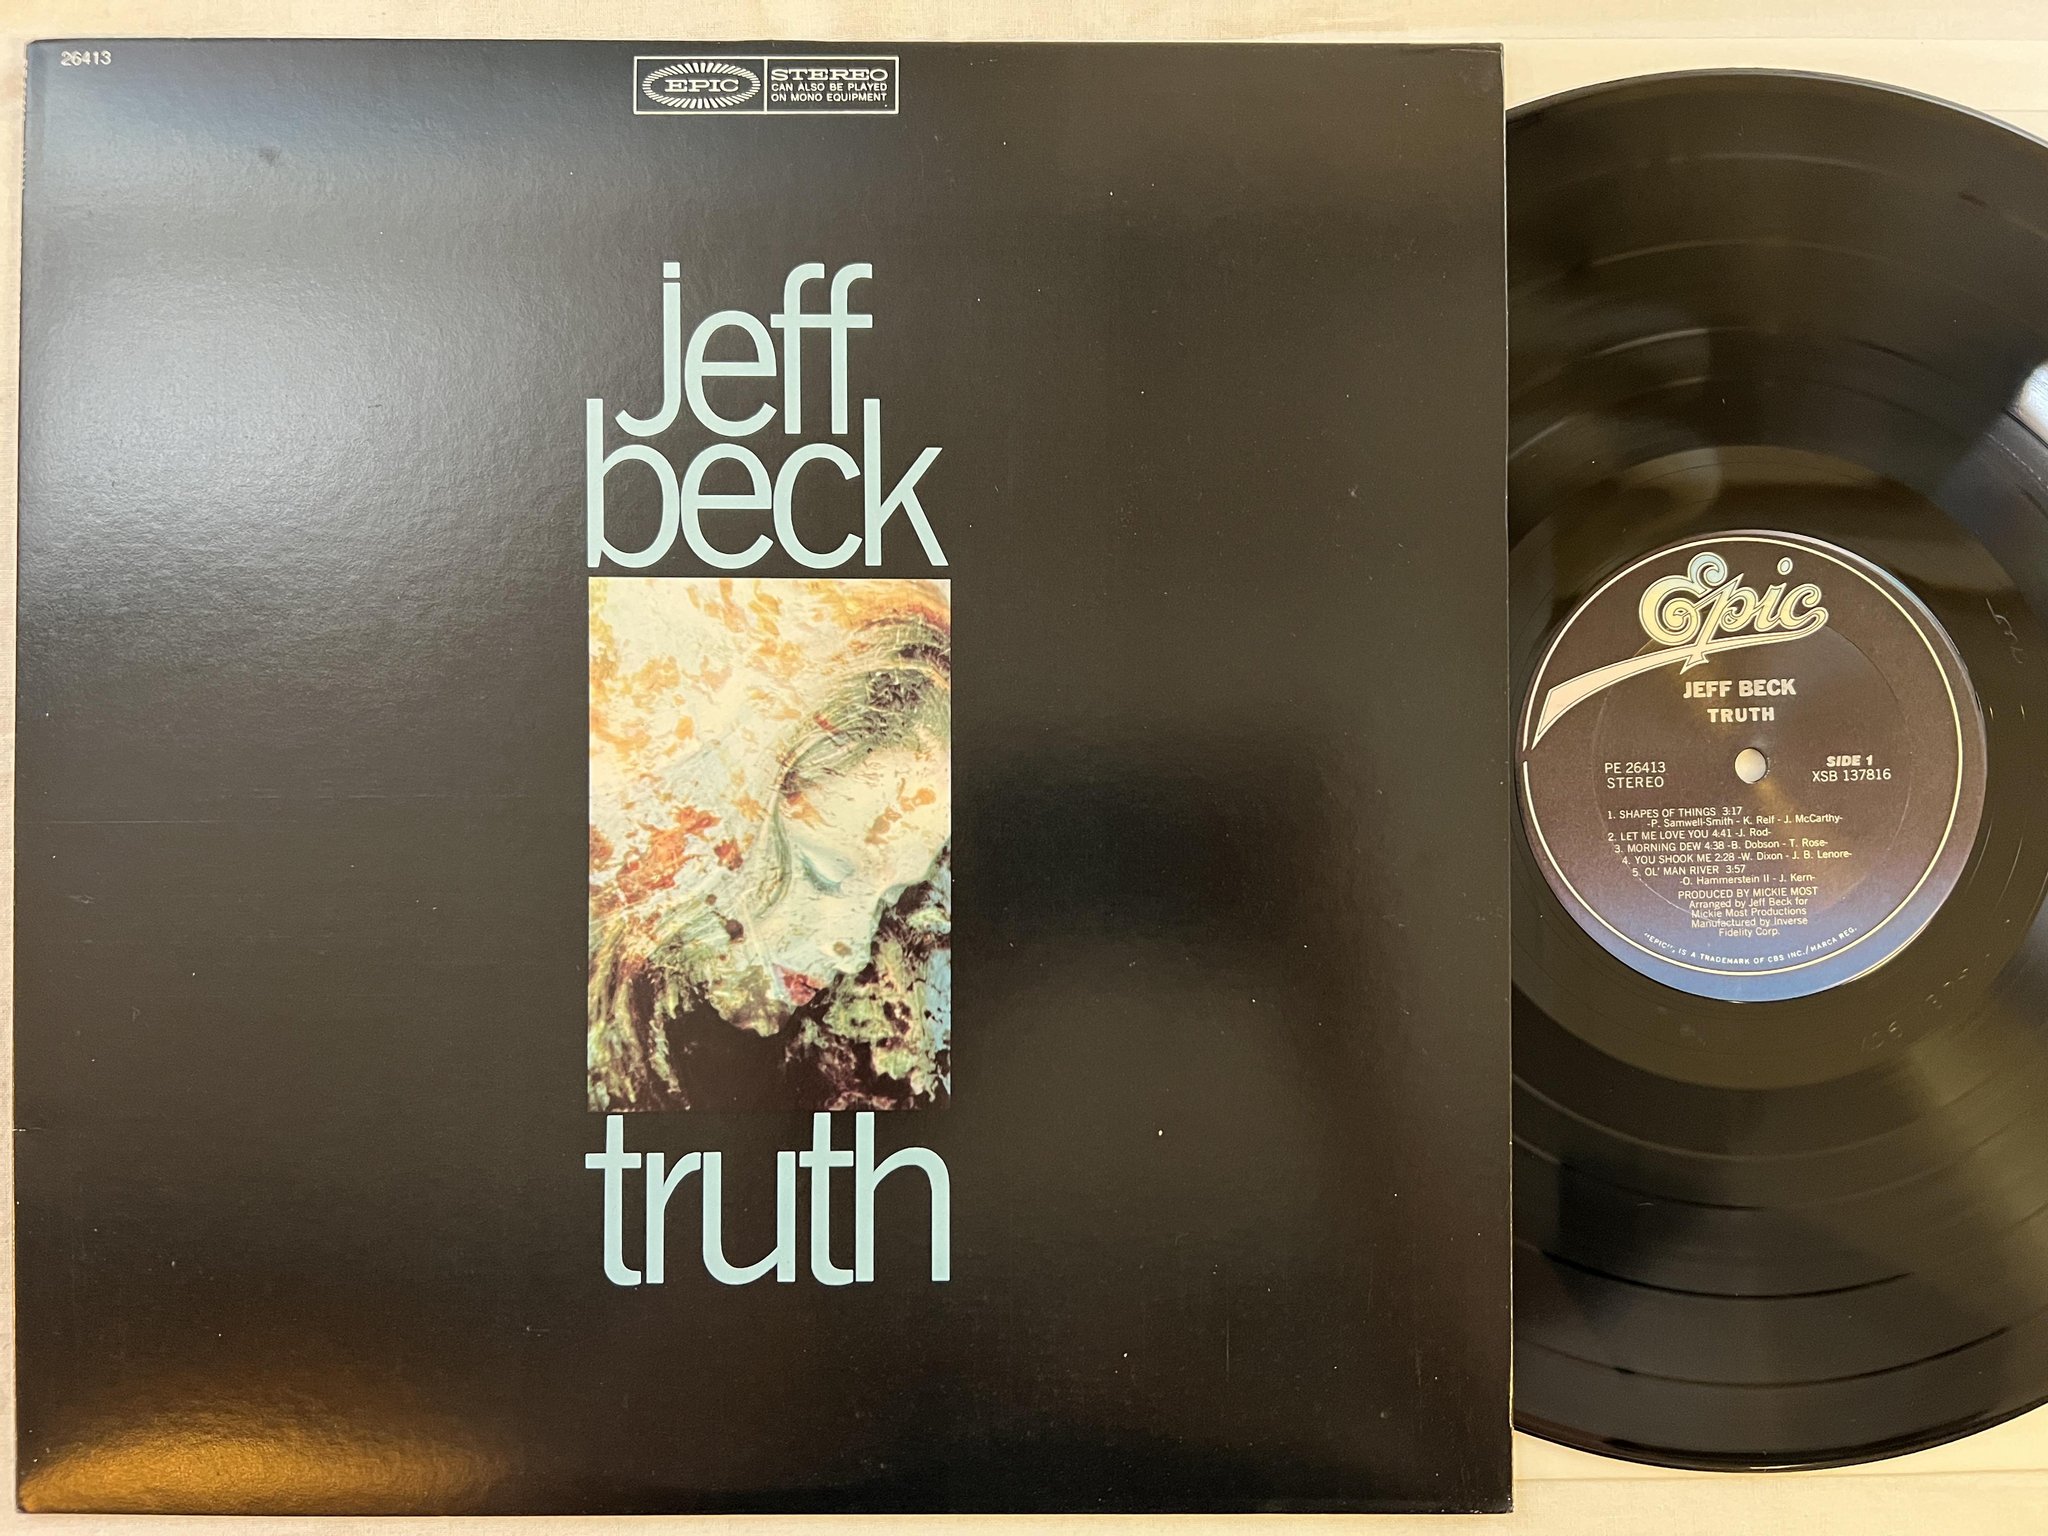 26413
EPIC
STEREO
CAN ALSO BE PLAYED
ON MONO EQUIPMENT
jeff
beck
truth
Epic
JEFF BECK
TRUTH
PE 26413
STEREO
SIDE 1
XSB 137816
1. SHAPES OF THINGS 3:17
-P. Samwell-Smith - K. Relf - J. McCarthy-
2. LET ME LOVE YOU 4:41 -J. Rod-
3. MORNING DEW 4:38 -B. Dobson - T. Rose-
4. YOU SHOOK ME 2:28 -W. Dixon - J. B. Lenore-
5. OL' MAN RIVER 3:57
-O. Hammerstein II - J. Kern-
PRODUCED BY MICKIE MOST
Arranged by Jeff Beck for
Mickie Most Productions
Manufactured by Inverse
Fidelity Corp.
"EPIC", IS A TRADEMARK OF CBS INC./MARCA REG.